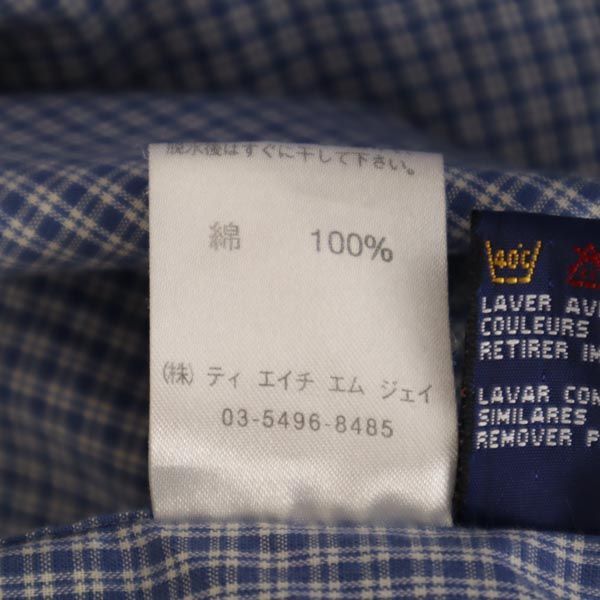 脱水後はすぐに干して下さい。
綿 100%
(株) ティ エイチ エム ジェイ
03-5496-8485
40°C
LAVER AVE
COULEURS
RETIRER IM
LAVAR CON
SIMILARES
REMOVER P